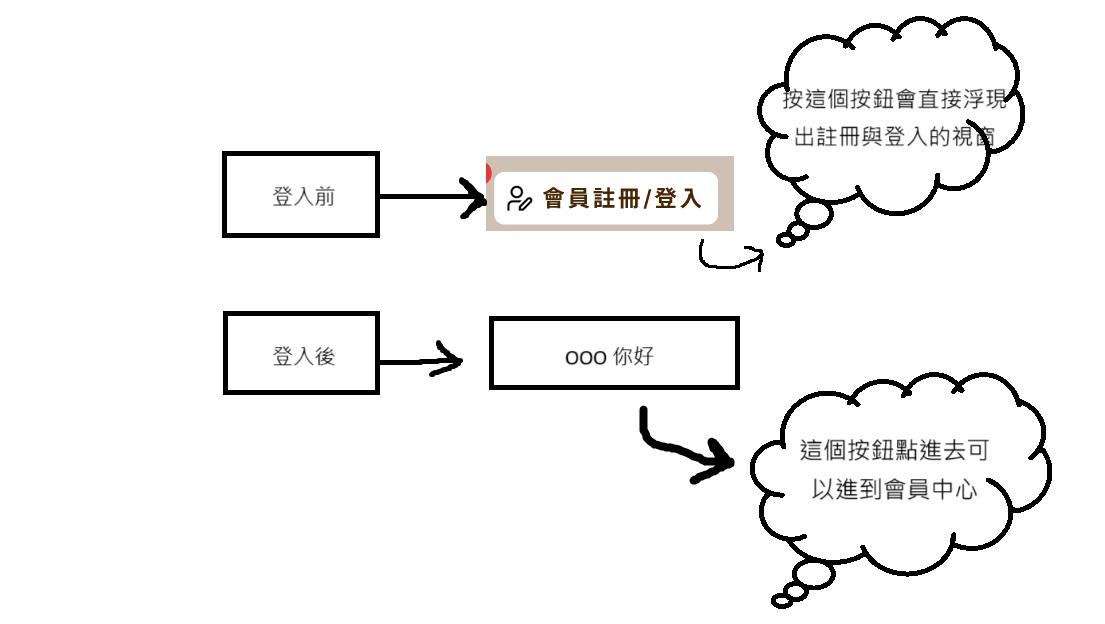 按這個按鈕會直接浮現
出註冊與登入的視窗
登入前
會員註冊/登入
登入後
ooo 你好
這個按鈕點進去可
以進到會員中心